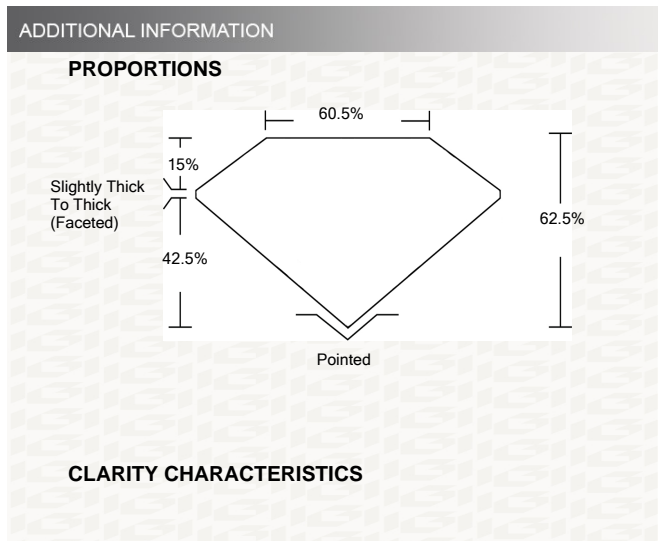 ADDITIONAL INFORMATION
PROPORTIONS
60.5%
15%
Slightly Thick
To Thick
(Faceted)
62.5%
42.5%
Pointed
CLARITY CHARACTERISTICS